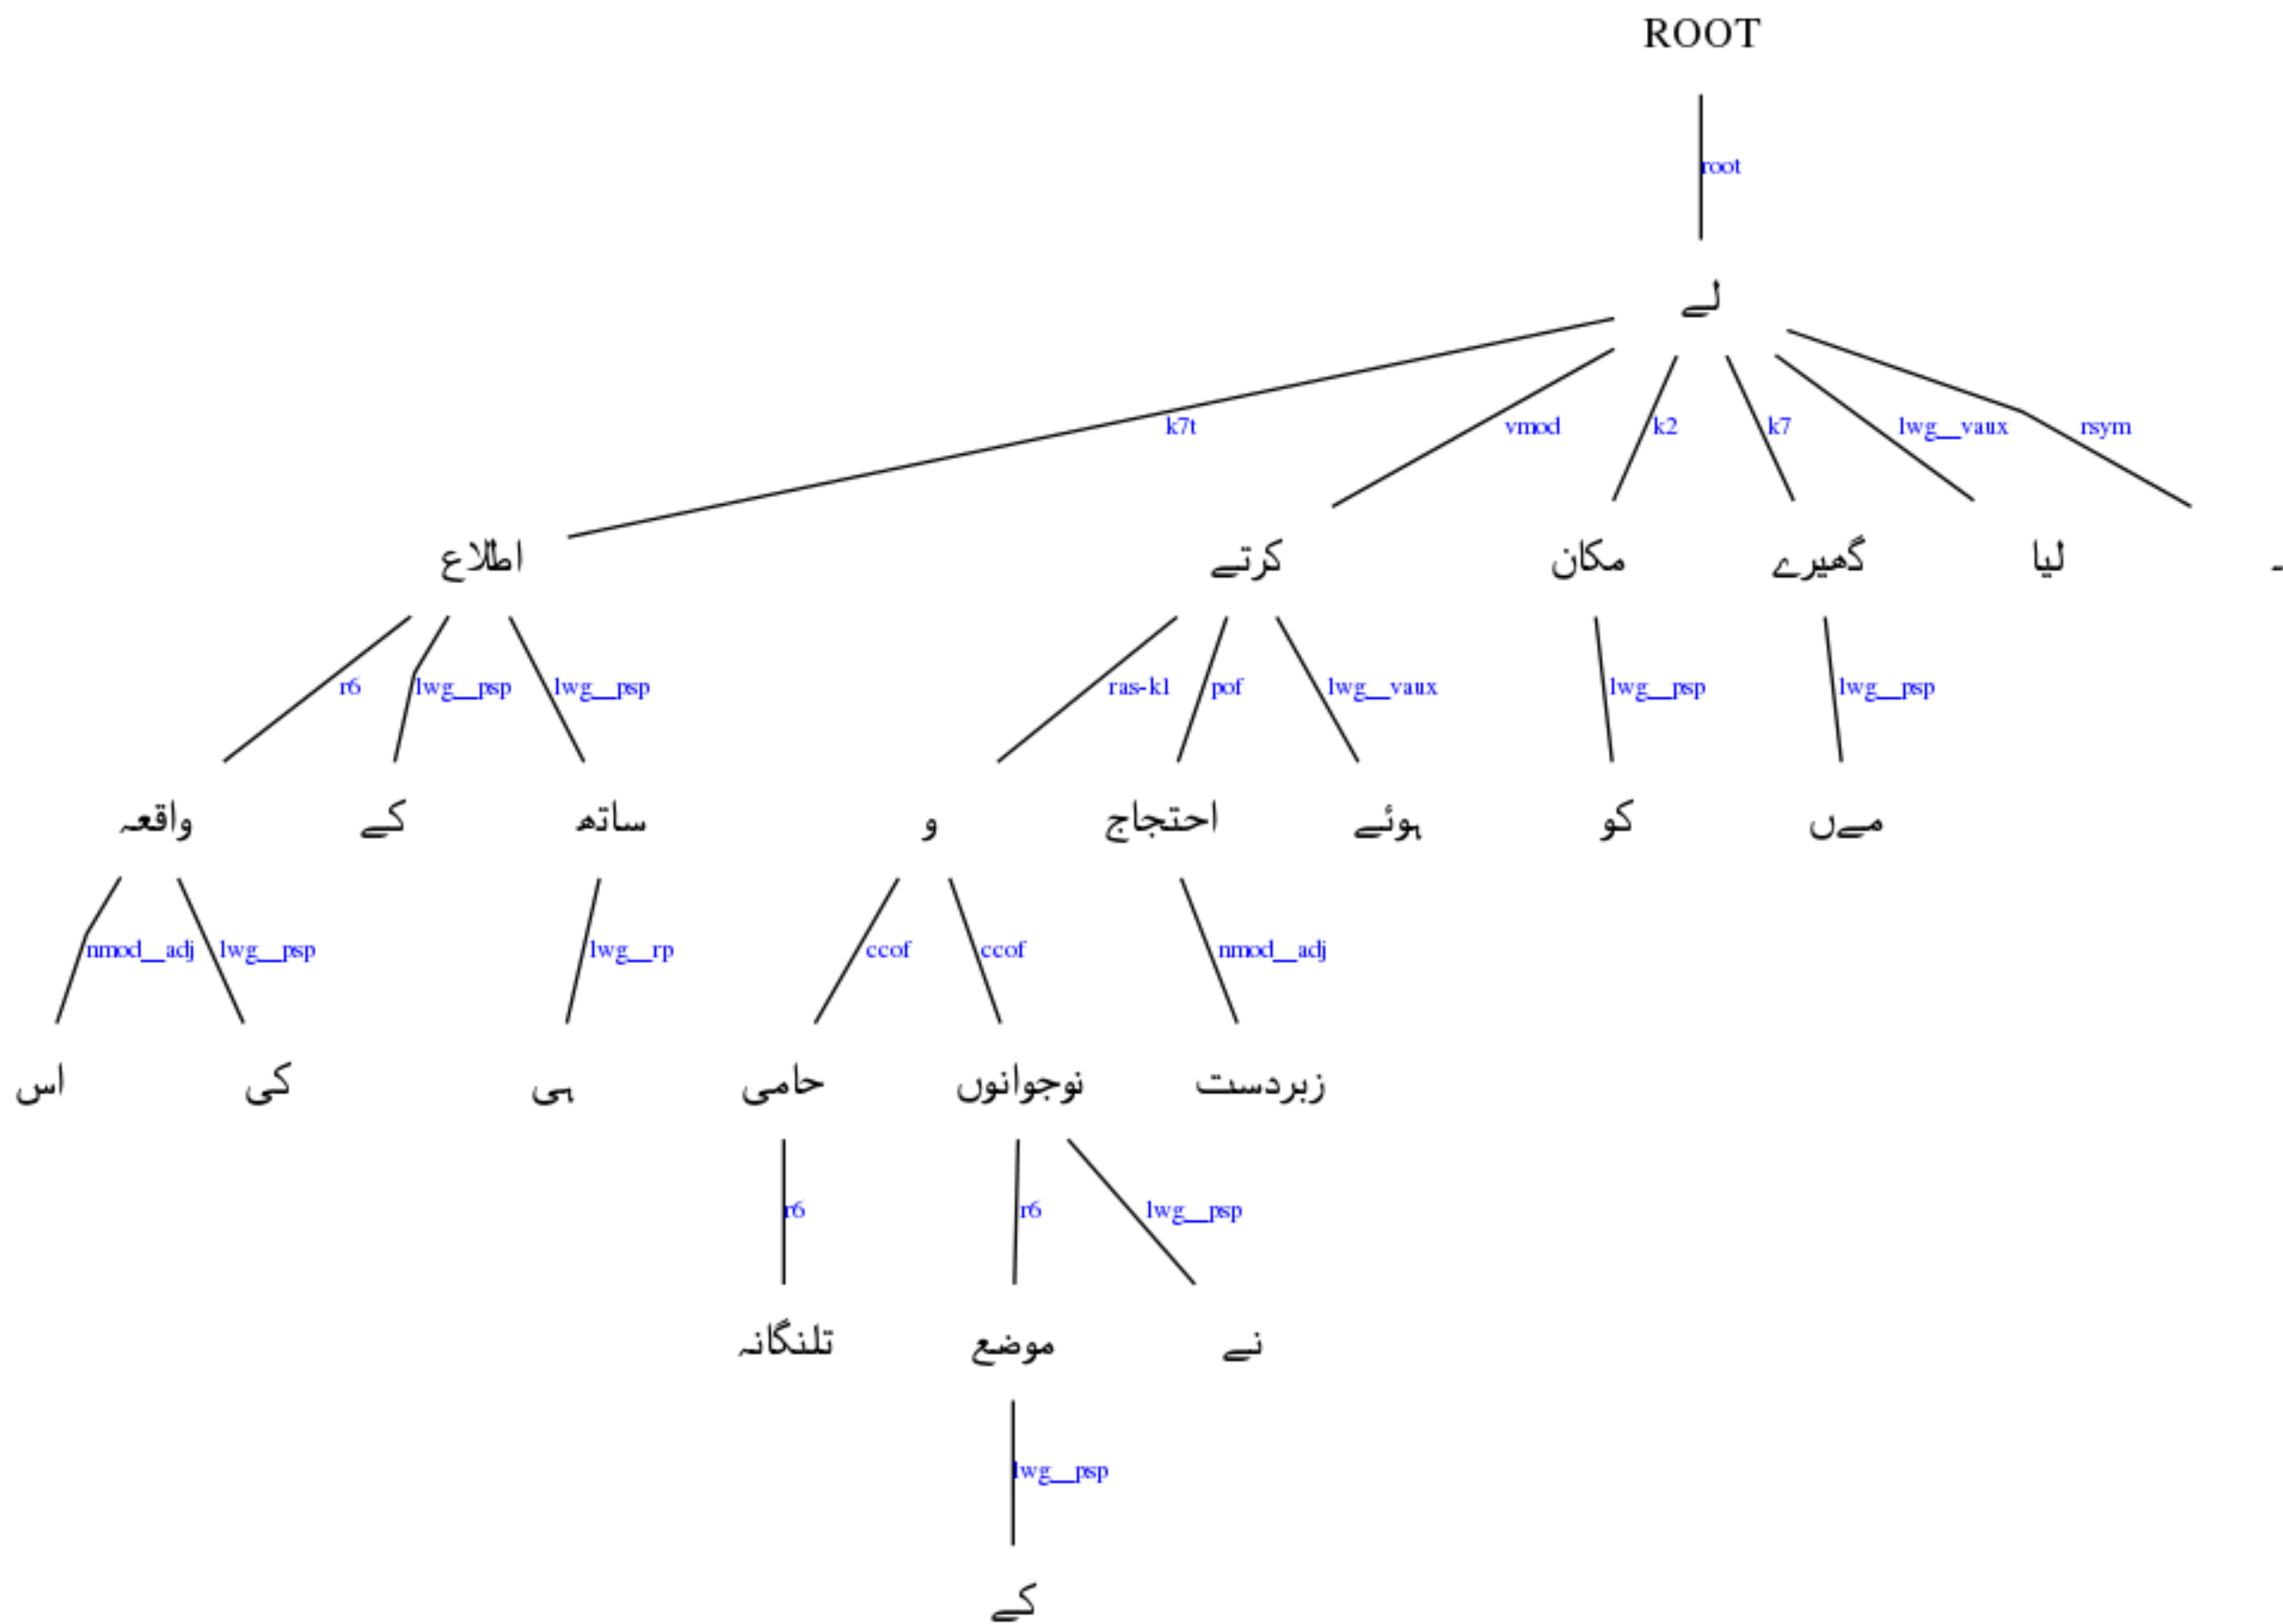 ROOT
root
لے
k7t vmod k2 k7 lwg__vaux rsym
اطلاع کرتے مکان گھیرے لیا ۔
r6 lwg__psp lwg__psp ras-k1 pof lwg__vaux lwg__psp lwg__psp
واقعہ کے ساتھ و احتجاج ہوئے کو مےں
nmod__adj lwg__psp lwg__rp ccof ccof nmod__adj
اس کی ہی حامی نوجوانوں زبردست
r6 r6 lwg__psp
تلنگانہ موضع نے
lwg__psp
کے